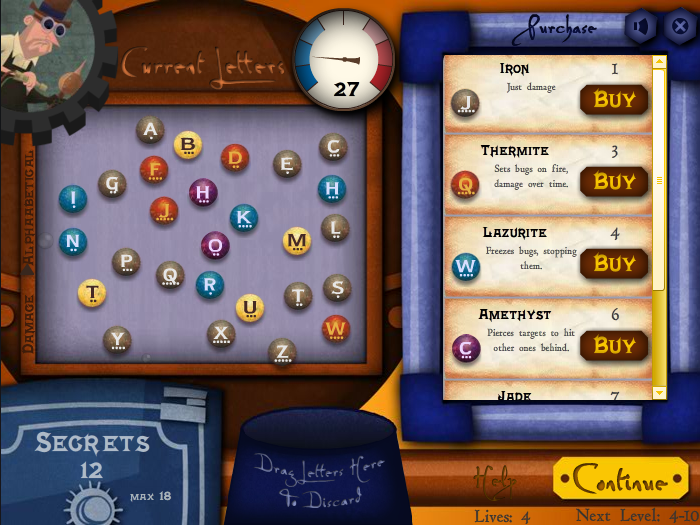 Current Letters
27
Purchase
Damage
Alphabetical
A
B
C
F
D
E
G
H
H
I
J
K
L
N
O
M
P
Q
R
S
T
U
T
W
Y
X
Z
Iron 1
Just damage
J
BUY
Thermite 3
Sets bugs on fire,
damage over time.
Q
BUY
Lazurite 4
Freezes bugs, stopping
them.
W
BUY
Amethyst 6
Pierces targets to hit
other ones behind.
C
BUY
Jade 7
Secrets
12
max 18
Drag Letters Here
To Discard
Help
Continue
Lives: 4
Next Level: 4-10